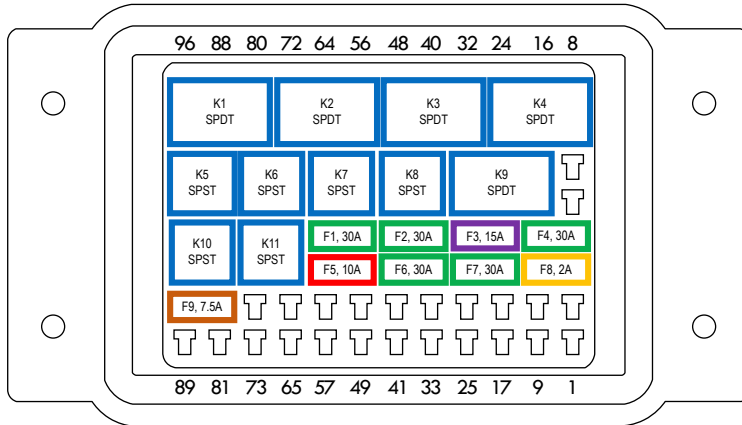 96 88 80 72 64 56 48 40 32 24 16 8
K1
SPDT
K2
SPDT
K3
SPDT
K4
SPDT
K5
SPST
K6
SPST
K7
SPST
K8
SPST
K9
SPDT
K10
SPST
K11
SPST
F1, 30A
F2, 30A
F3, 15A
F4, 30A
F5, 10A
F6, 30A
F7, 30A
F8, 2A
F9, 7.5A
89 81 73 65 57 49 41 33 25 17 9 1